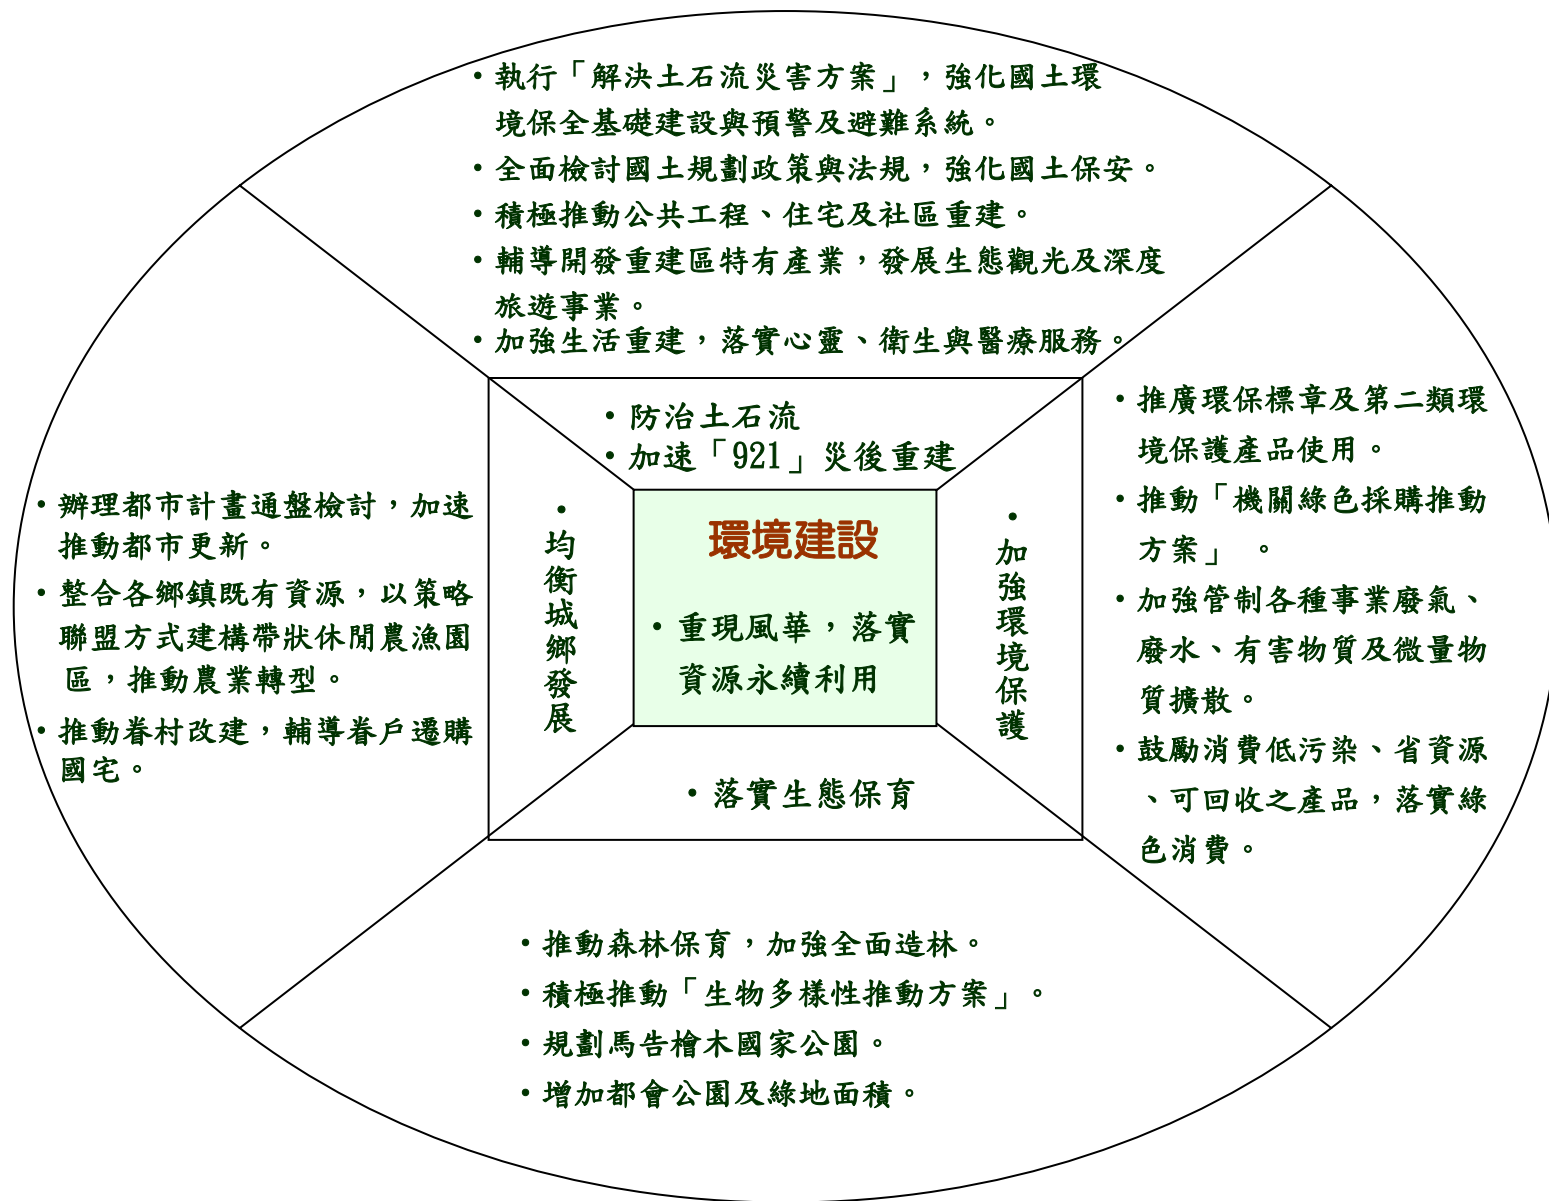 ・執行「解決土石流災害方案」，強化國土環
境保全基礎建設與預警及避難系統。
・全面檢討國土規劃政策與法規，強化國土保安。
・積極推動公共工程、住宅及社區重建。
・輔導開發重建區特有產業，發展生態觀光及深度
旅遊事業。
・加強生活重建，落實心靈、衛生與醫療服務。
・防治土石流
・加速「921」災後重建
・辦理都市計畫通盤檢討，加速
推動都市更新。
・整合各鄉鎮既有資源，以策略
聯盟方式建構帶狀休閒農漁園
區，推動農業轉型。
・推動眷村改建，輔導眷戶遷購
國宅。
・均衡城鄉發展
環境建設
・重現風華，落實
資源永續利用
・加強環境保護
・推廣環保標章及第二類環
境保護產品使用。
・推動「機關綠色採購推動
方案」 。
・加強管制各種事業廢氣、
廢水、有害物質及微量物
質擴散。
・鼓勵消費低污染、省資源
、可回收之產品，落實綠
色消費。
・落實生態保育
・推動森林保育，加強全面造林。
・積極推動「生物多樣性推動方案」。
・規劃馬告檜木國家公園。
・增加都會公園及綠地面積。